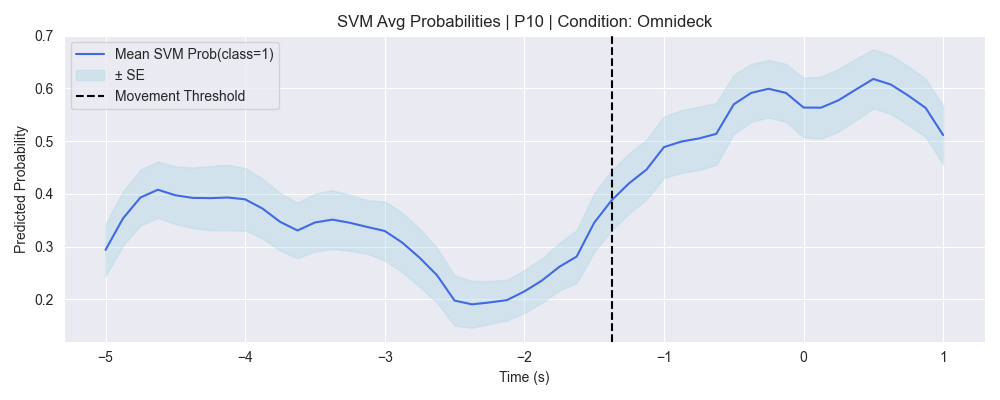 SVM Avg Probabilities | P10 | Condition: Omnideck
Mean SVM Prob(class=1)
± SE
Movement Threshold
Predicted Probability
0.7
0.6
0.5
0.4
0.3
0.2
−5 −4 −3 −2 −1 0 1
Time (s)